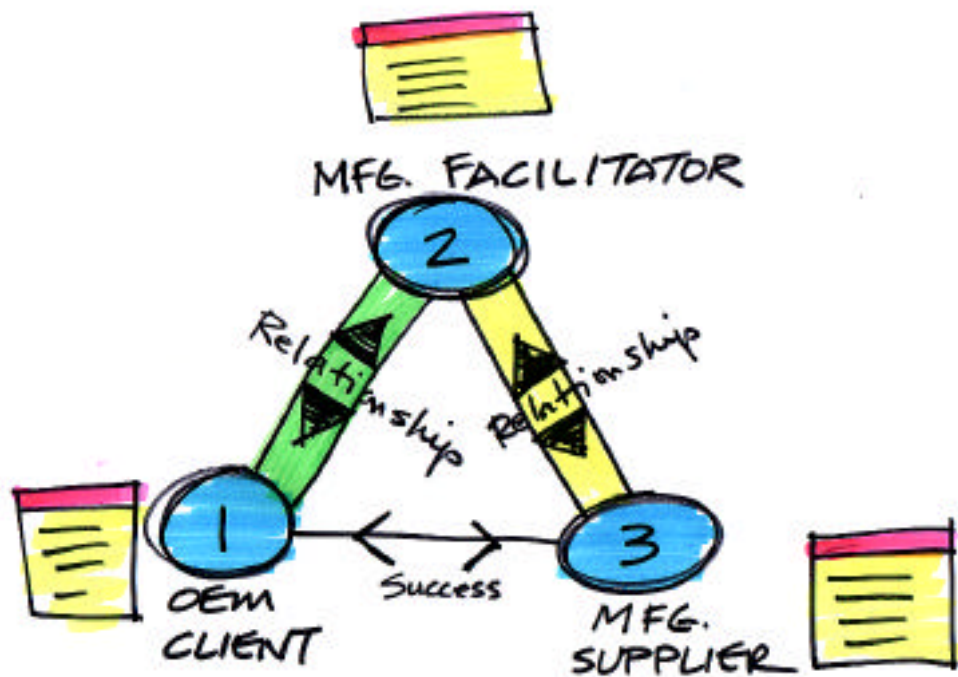 MFG. FACILITATOR
2
Relationship
Relationship
1
Success
3
OEM
CLIENT
MFG.
SUPPLIER